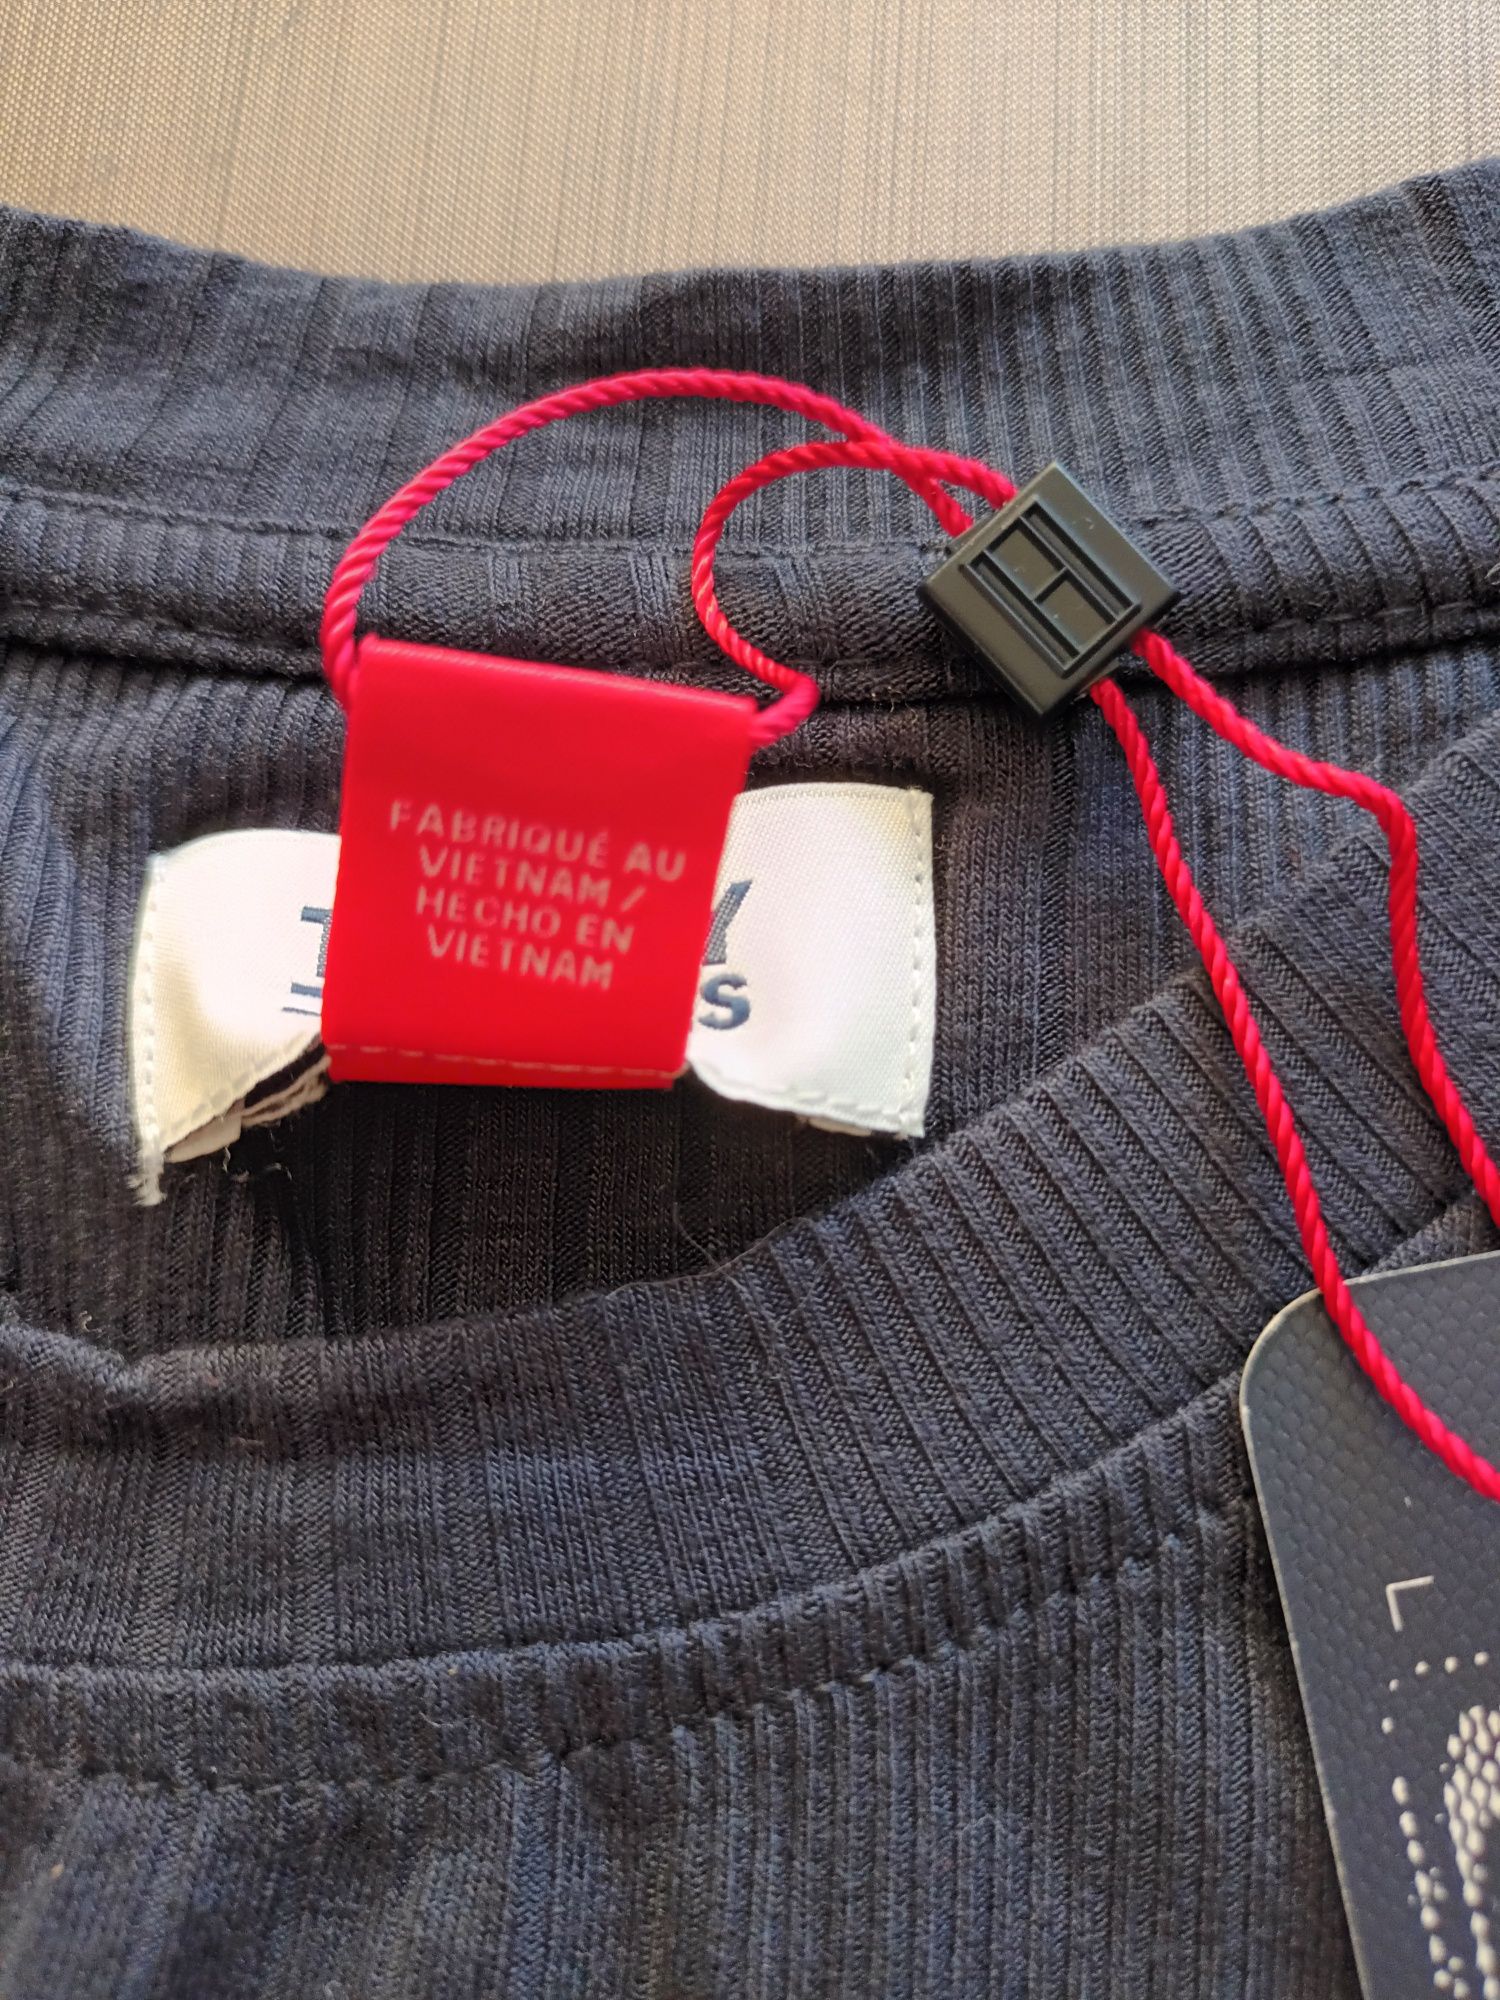 FABRIQUÉ AU
VIETNAM /
HECHO EN
VIETNAM